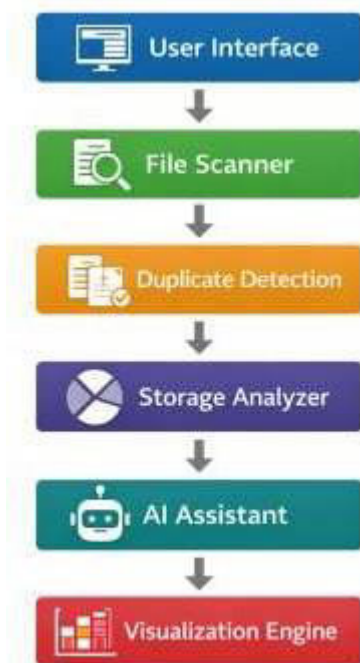 User Interface
File Scanner
Duplicate Detection
Storage Analyzer
AI Assistant
Visualization Engine